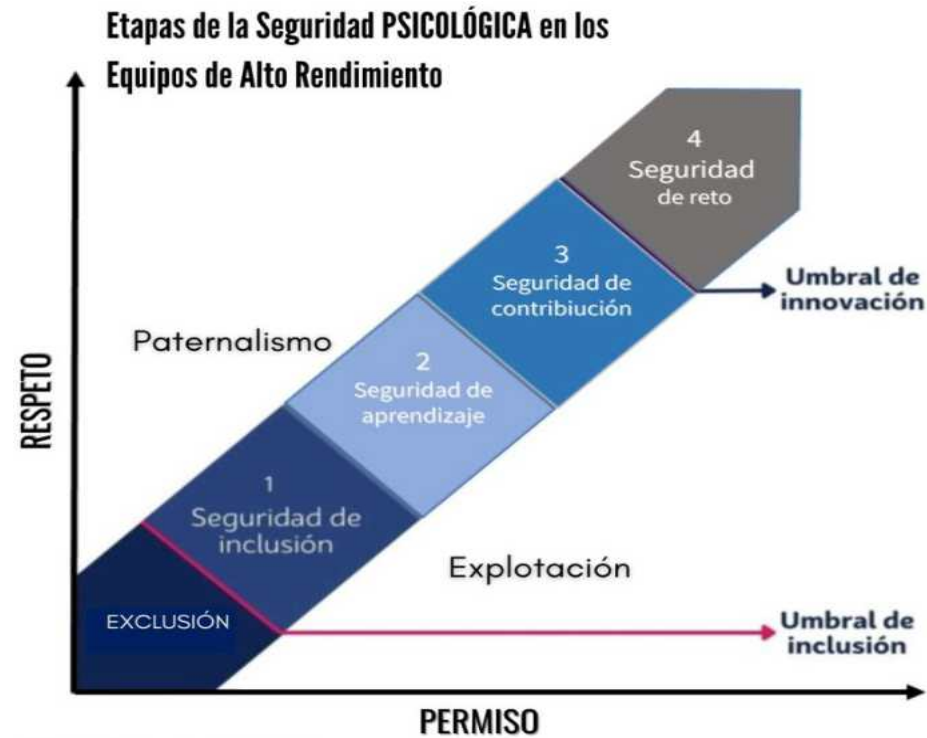 Etapas de la Seguridad PSICOLÓGICA en los
Equipos de Alto Rendimiento
4
Seguridad
de reto
3
Seguridad de
contribiución
Umbral de
innovación
Paternalismo
2
Seguridad de
aprendizaje
RESPETO
1
Seguridad de
inclusión
Explotación
EXCLUSIÓN
Umbral de
inclusión
PERMISO